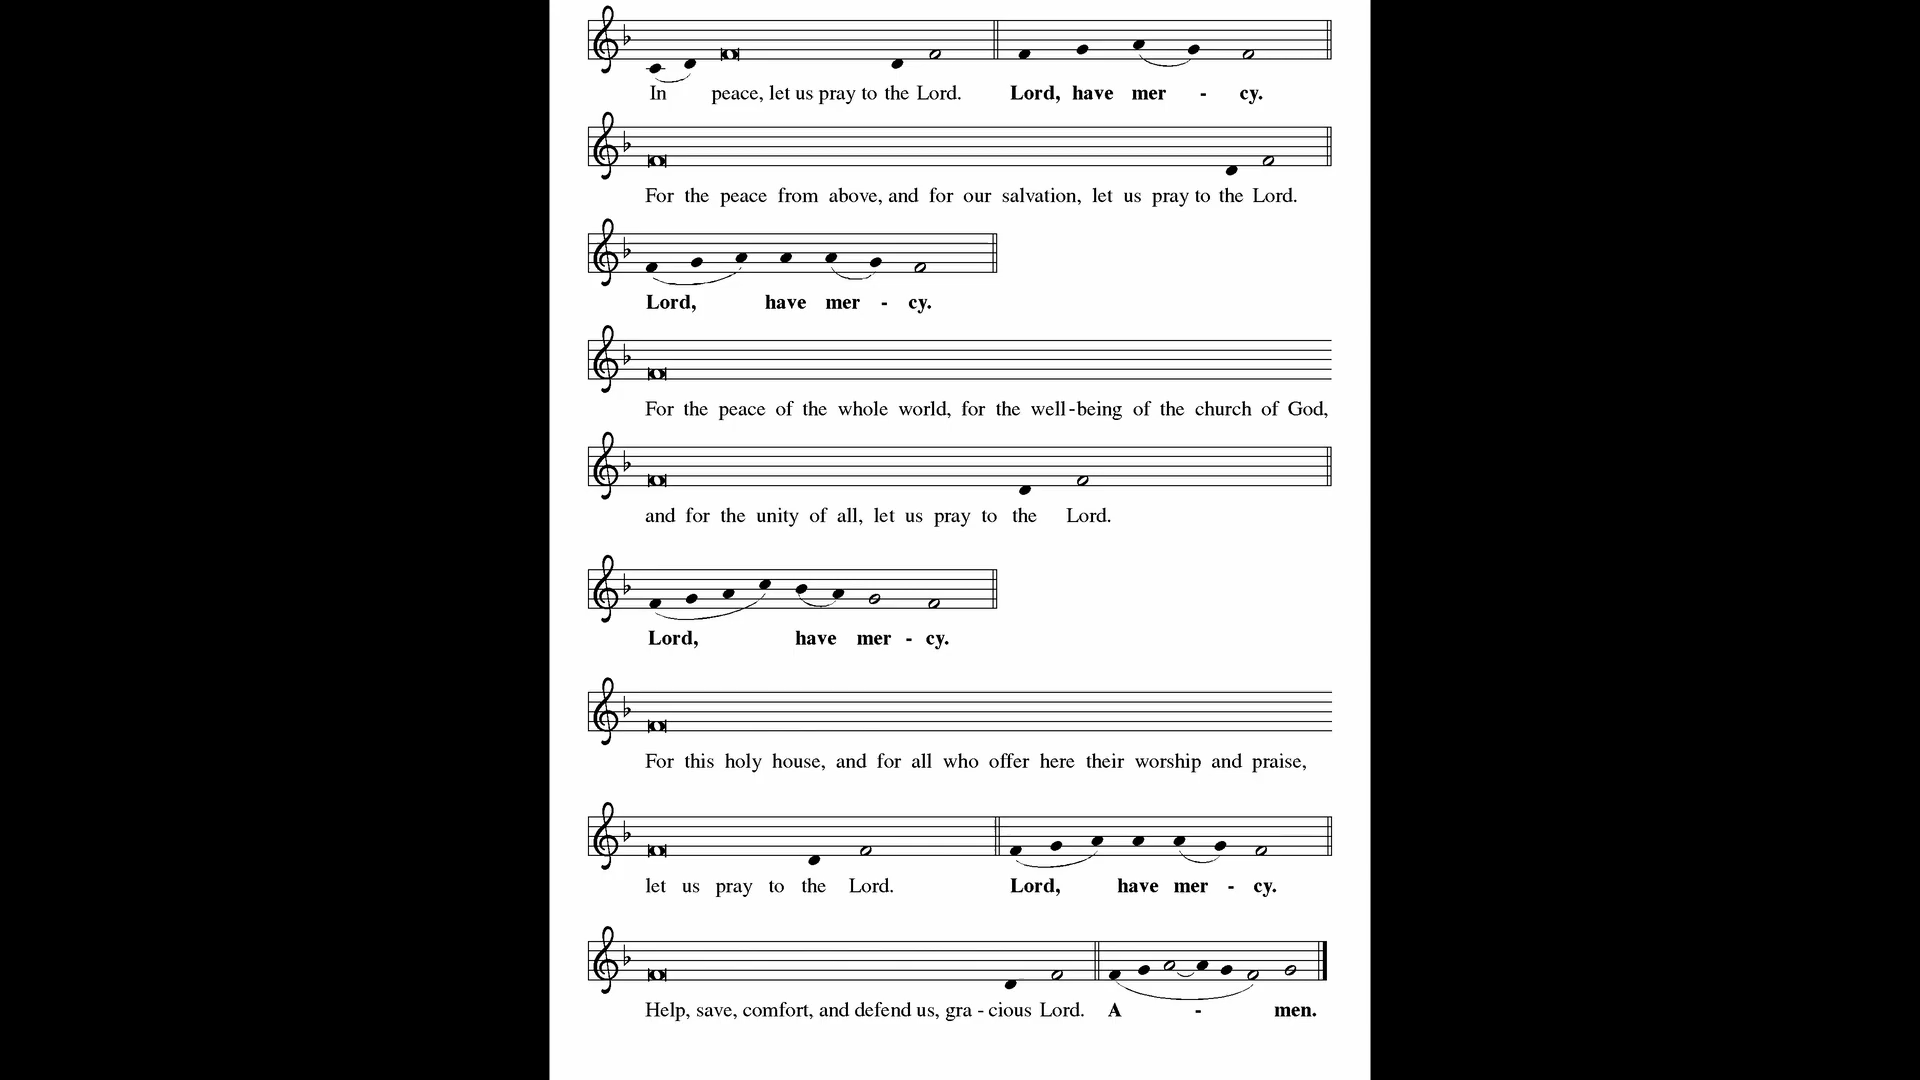 In peace, let us pray to the Lord. Lord, have mer - cy.
For the peace from above, and for our salvation, let us pray to the Lord.
Lord, have mer - cy.
For the peace of the whole world, for the well-being of the church of God,
and for the unity of all, let us pray to the Lord.
Lord, have mer - cy.
For this holy house, and for all who offer here their worship and praise,
let us pray to the Lord. Lord, have mer - cy.
Help, save, comfort, and defend us, gra - cious Lord. A - men.